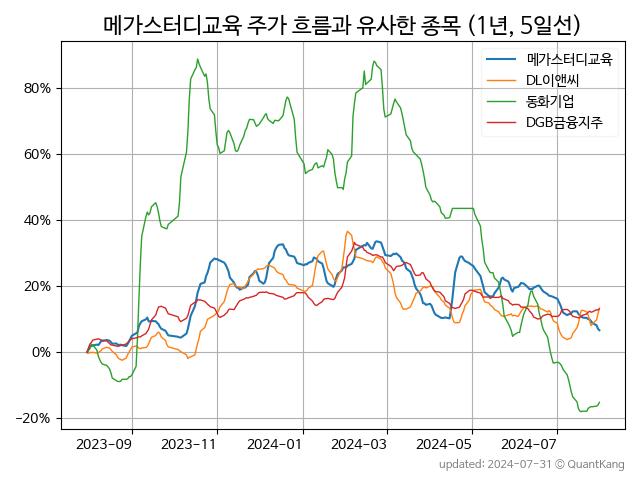 메가스터디교육 주가 흐름과 유사한 종목 (1년, 5일선)
메가스터디교육
DL이앤씨
동화기업
DGB금융지주
80%
60%
40%
20%
0%
−20%
2023-09
2023-11
2024-01
2024-03
2024-05
2024-07
updated: 2024-07-31 © QuantKang